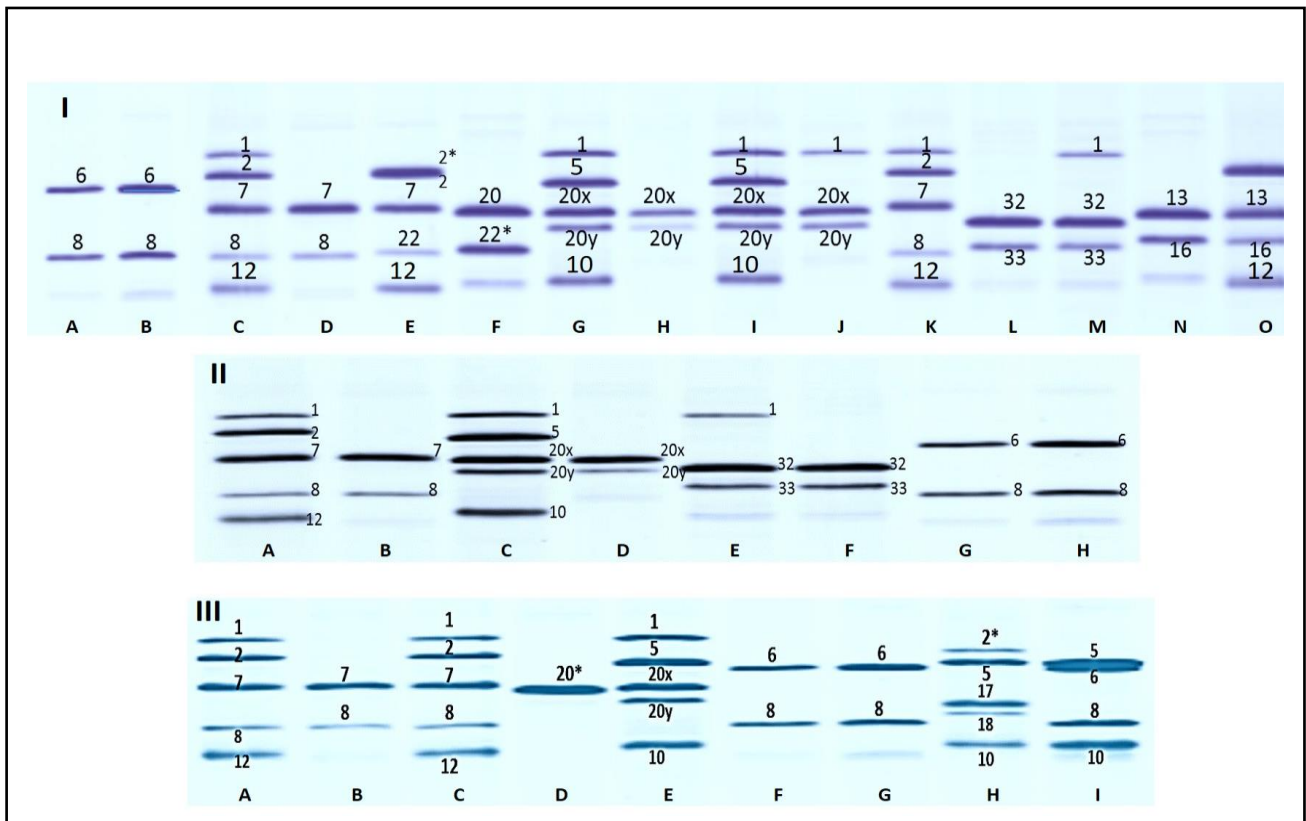 I
1 1 1 1 1 1
2 2* 5 5 2
6 6 2
7 7 7 20 20x 20x 20x 20x 7 32 32 13 13
8 8 8 8 22 22* 20y 20y 20y 20y 8 33 33 16 16
12 12 10 10 12 12
A B C D E F G H I J K L M N O
II
1 1 1
2 5
6 6
7 7 20x 20x 32 32
20y 20y
8 8 33 33 8 8
12 10
A B C D E F G H
III
1 1 1
2 2 5 6 6 2* 5
7 7 7 20* 20x 5 6
17
8 8 8 20y 8 8 18 8
12 12 10 10 10
A B C D E F G H I